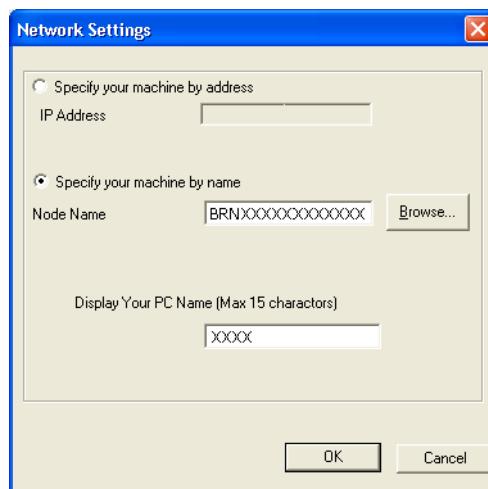 Network Settings
Specify your machine by address
IP Address
Specify your machine by name
Node Name
BRNXXXXXXXXXXXX
Browse...
Display Your PC Name (Max 15 charactors)
XXXX
OK
Cancel